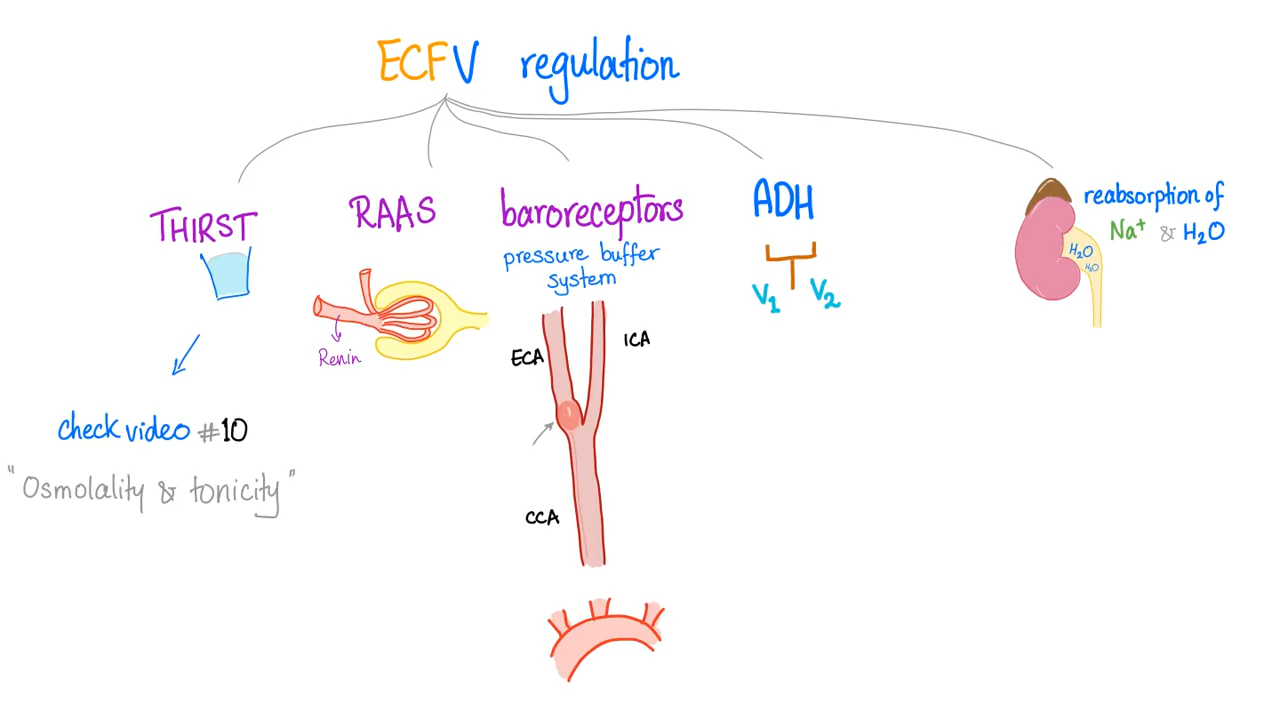 ECFV regulation
THIRST
RAAS
baroreceptors
pressure buffer
system
ADH
V1 V2
reabsorption of
Na+ & H2O
H2O
H2O
Renin
ECA
ICA
CCA
check video #10
"Osmolality & tonicity"